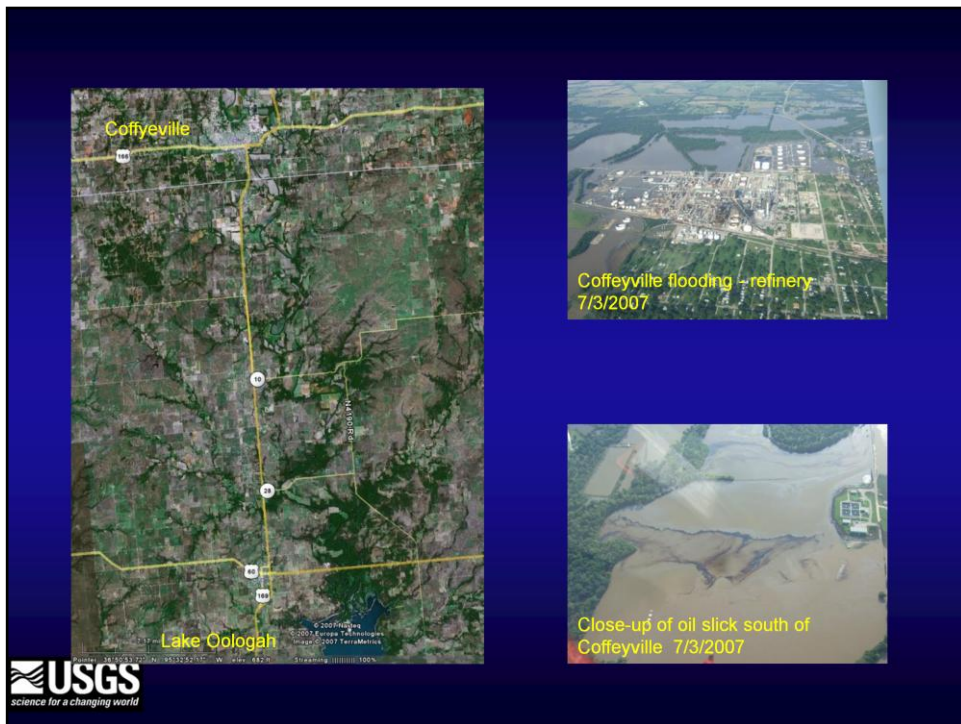 Coffyeville
166
10
N4190 Rd
28
60
169
© 2007 Navteq
© 2007 Europa Technologies
Image © 2007 TerraMetrics
Lake Oologah
Streaming |||||||||| 100%
Coffeyville flooding – refinery
7/3/2007
Close-up of oil slick south of
Coffeyville 7/3/2007
USGS
science for a changing world